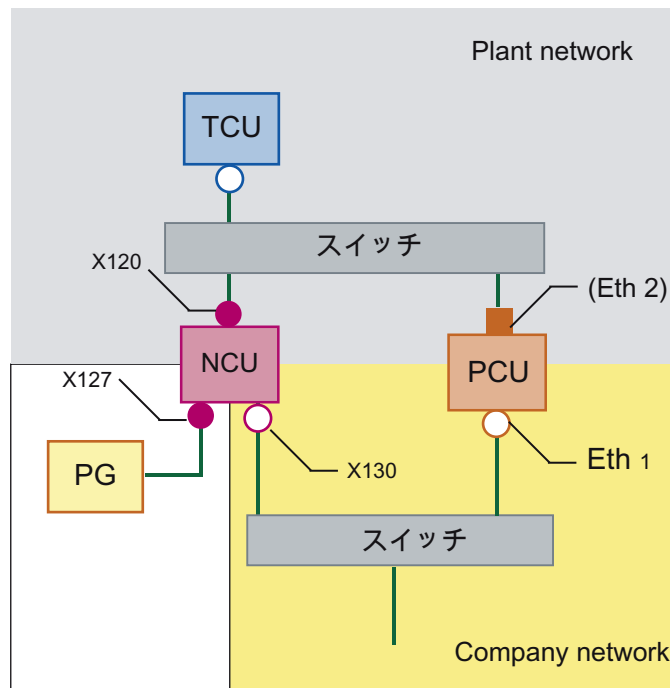 Plant network
TCU
スイッチ
X120
(Eth 2)
NCU
PCU
X127
PG
X130
Eth 1
スイッチ
Company network